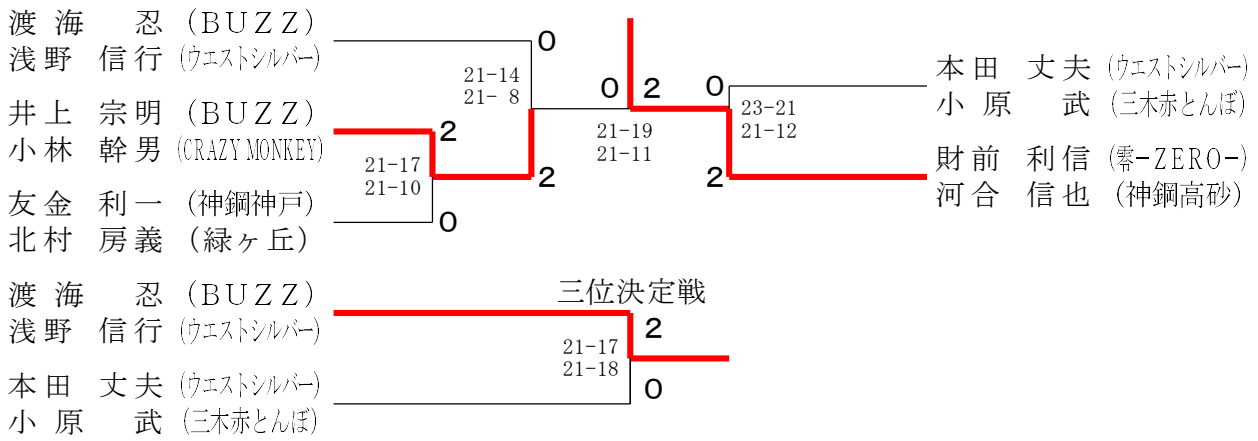 渡海 忍 (BUZZ)
浅野 信行 (ウエストシルバー)
井上 宗明 (BUZZ)
小林 幹男 (CRAZY MONKEY)
友金 利一 (神鋼神戸)
北村 房義 (緑ヶ丘)
21-17
21-10
2
0
21-14
21- 8
0
2
0 2
21-19
21-11
0
23-21
21-12
2
本田 丈夫 (ウエストシルバー)
小原 武 (三木赤とんぼ)
財前 利信 (零-ZERO-)
河合 信也 (神鋼高砂)
三位決定戦
渡海 忍 (BUZZ)
浅野 信行 (ウエストシルバー)
本田 丈夫 (ウエストシルバー)
小原 武 (三木赤とんぼ)
21-17
21-18
2
0